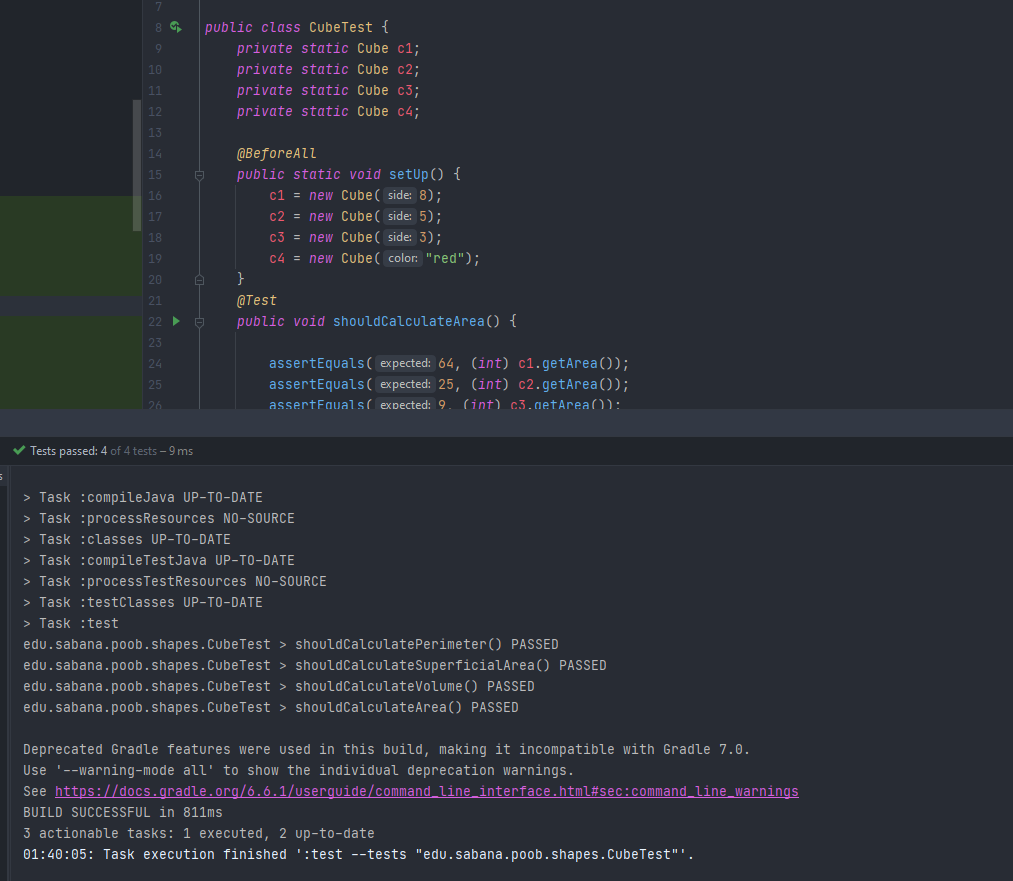 7
8 public class CubeTest {
9 private static Cube c1;
10 private static Cube c2;
11 private static Cube c3;
12 private static Cube c4;
13
14 @BeforeAll
15 public static void setUp() {
16 c1 = new Cube( side: 8);
17 c2 = new Cube( side: 5);
18 c3 = new Cube( side: 3);
19 c4 = new Cube( color: "red");
20 }
21 @Test
22 public void shouldCalculateArea() {
23
24 assertEquals( expected: 64, (int) c1.getArea());
25 assertEquals( expected: 25, (int) c2.getArea());
26 assertEquals( expected: 9, (int) c3.getArea());
Tests passed: 4 of 4 tests – 9 ms
s
> Task :compileJava UP-TO-DATE
> Task :processResources NO-SOURCE
> Task :classes UP-TO-DATE
> Task :compileTestJava UP-TO-DATE
> Task :processTestResources NO-SOURCE
> Task :testClasses UP-TO-DATE
> Task :test
edu.sabana.poob.shapes.CubeTest > shouldCalculatePerimeter() PASSED
edu.sabana.poob.shapes.CubeTest > shouldCalculateSuperficialArea() PASSED
edu.sabana.poob.shapes.CubeTest > shouldCalculateVolume() PASSED
edu.sabana.poob.shapes.CubeTest > shouldCalculateArea() PASSED
Deprecated Gradle features were used in this build, making it incompatible with Gradle 7.0.
Use '--warning-mode all' to show the individual deprecation warnings.
See https://docs.gradle.org/6.6.1/userguide/command_line_interface.html#sec:command_line_warnings
BUILD SUCCESSFUL in 811ms
3 actionable tasks: 1 executed, 2 up-to-date
01:40:05: Task execution finished ':test --tests "edu.sabana.poob.shapes.CubeTest"'.